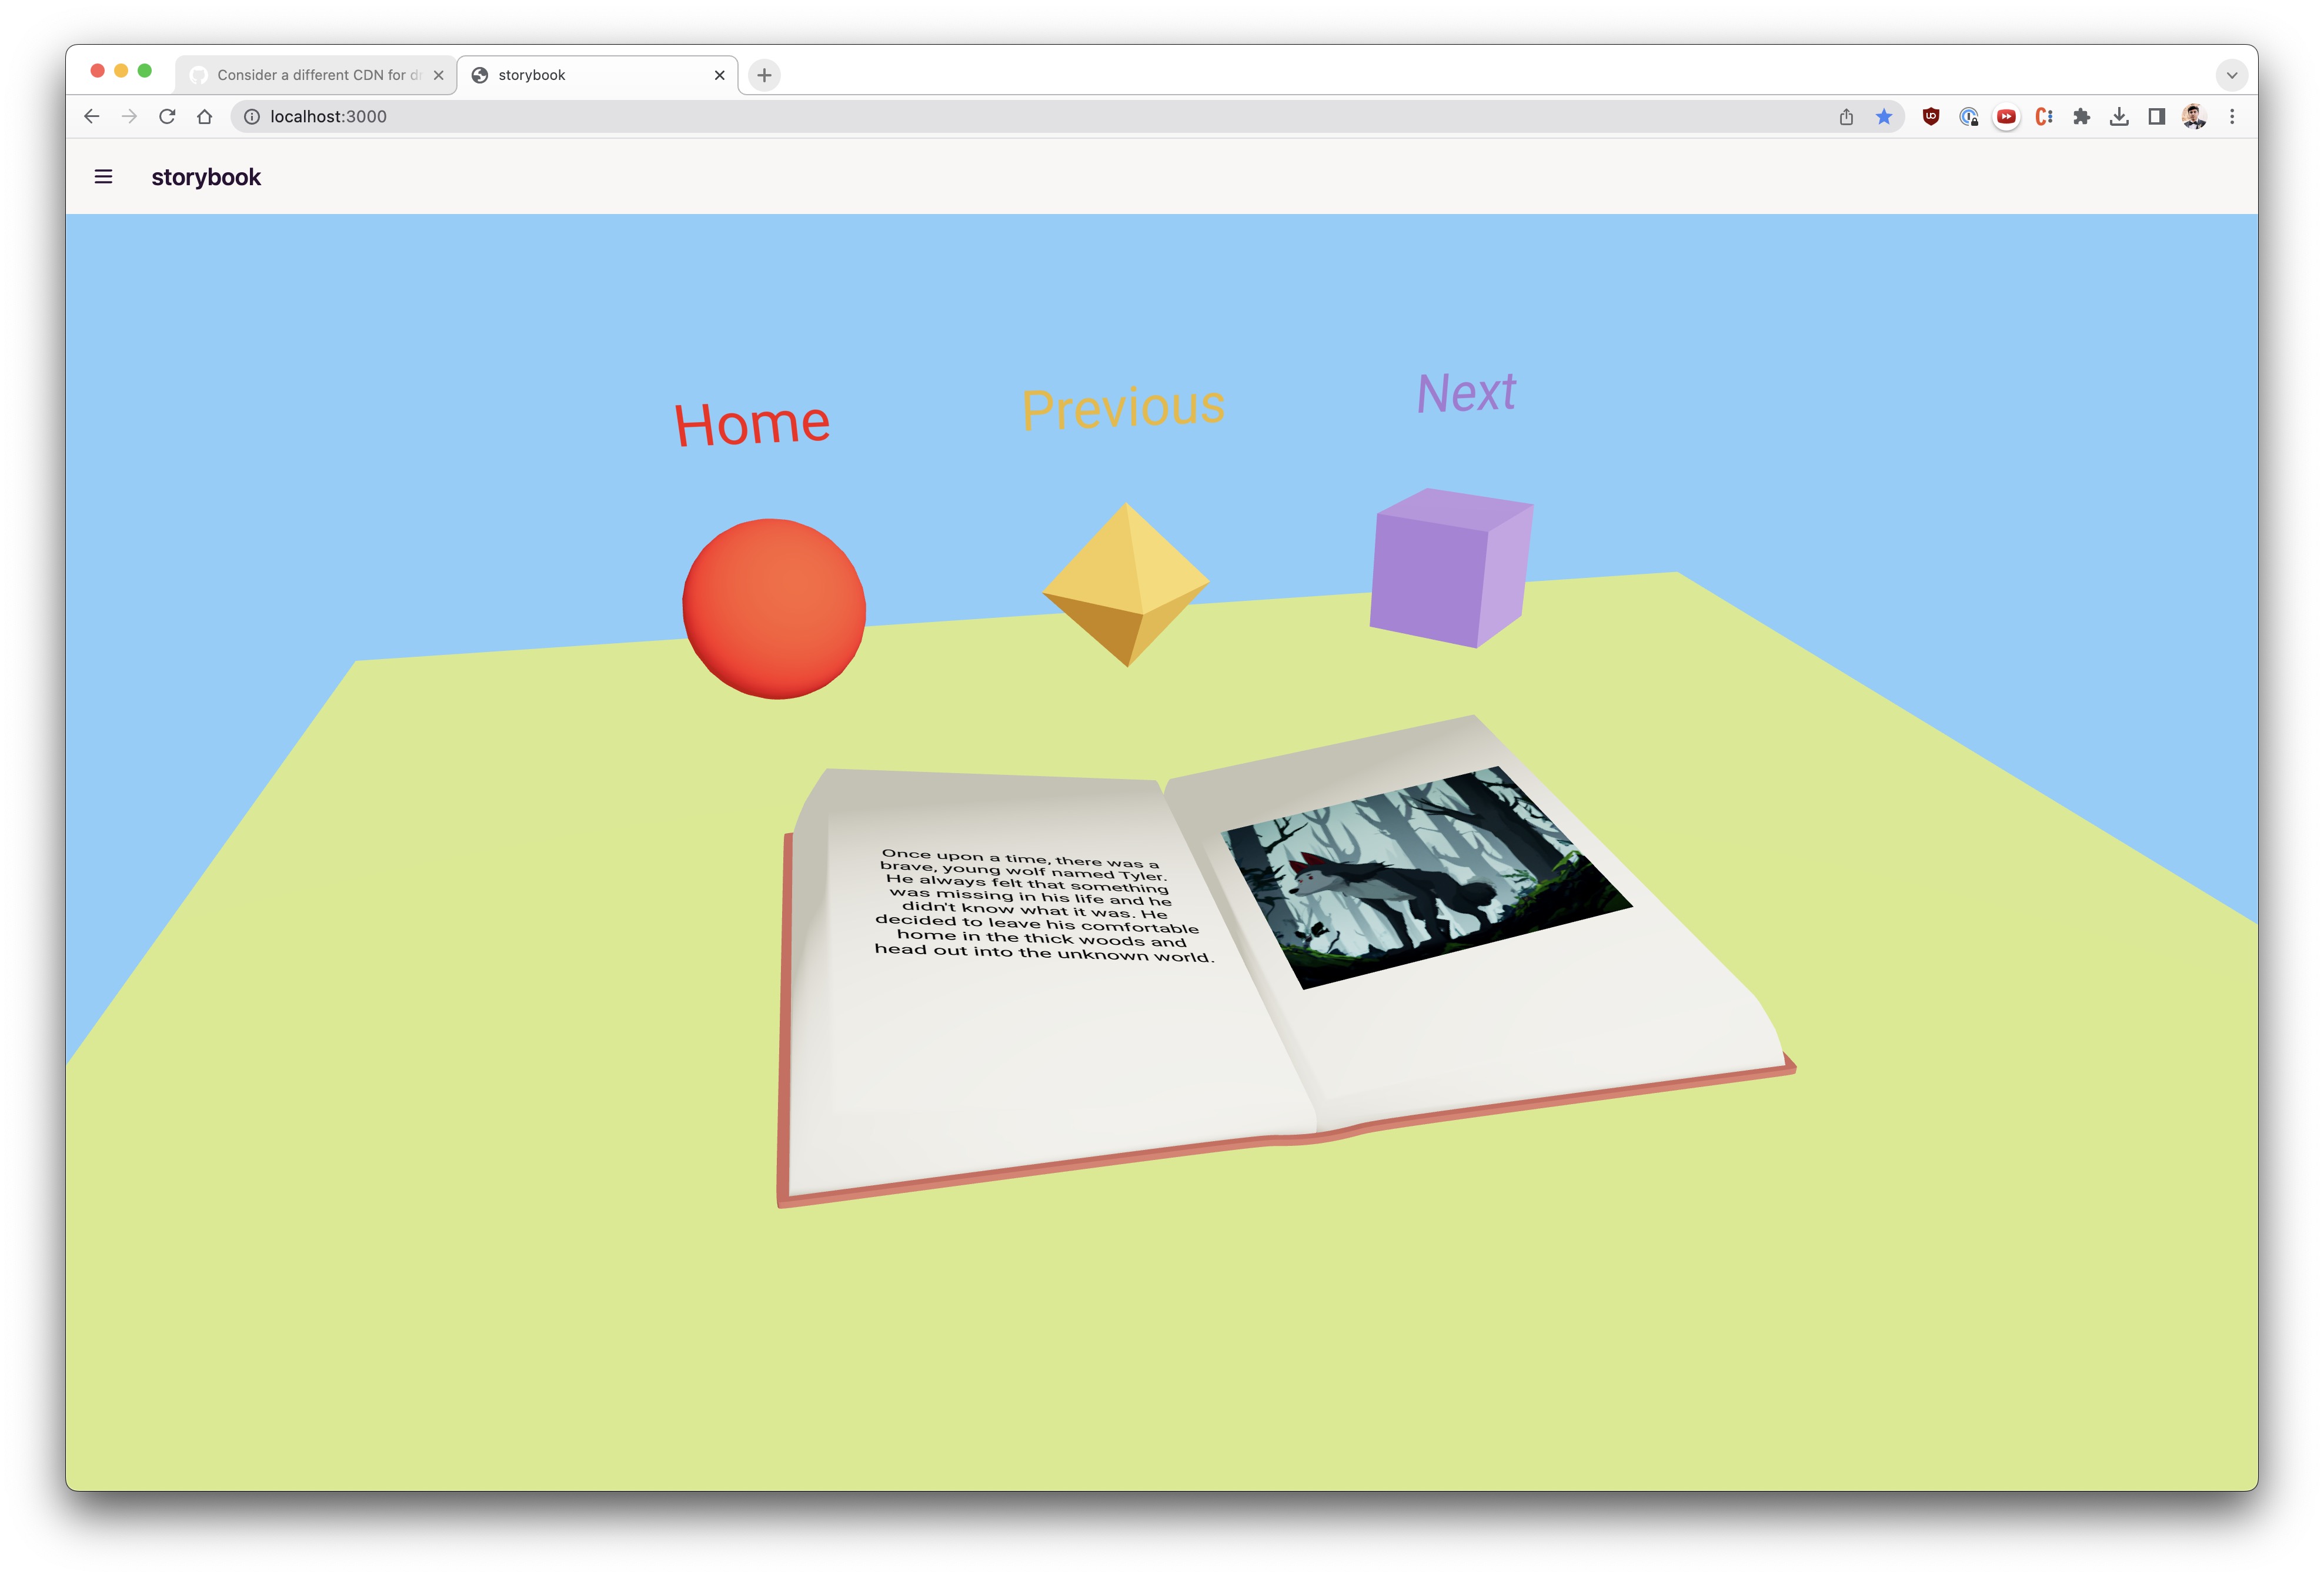 Consider a different CDN for dr
storybook
localhost:3000
storybook
Home
Previous
Next
Once upon a time, there was a
brave, young wolf named Tyler.
He always felt that something
was missing in his life and he
didn't know what it was. He
decided to leave his comfortable
home in the thick woods and
head out into the unknown world.